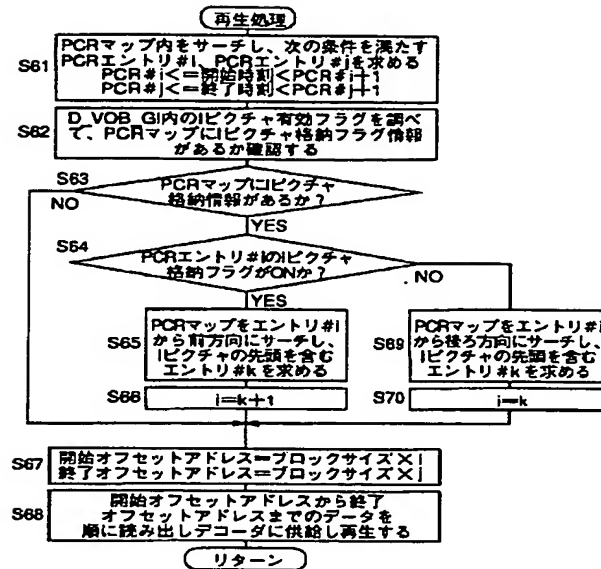 再生処理
S61
PCRマップ内をサーチし、次の条件を満たす
PCRエントリ#i、PCRエントリ#jを求める
PCR#i<=開始時刻<PCR#i+1
PCR#j<=終了時刻<PCR#j+1
S62
D_VOB_GI内のIピクチャ有効フラグを調べ
て、PCRマップにIピクチャ格納フラグ情報
があるか確認する
S63
PCRマップにIピクチャ
格納情報があるか?
NO
YES
S64
PCRエントリ#iのIピクチャ
格納フラグがONか?
NO
YES
S65
PCRマップをエントリ#i
から前方向にサーチし、
Iピクチャの先頭を含む
エントリ#kを求める
S69
PCRマップをエントリ#i
から後ろ方向にサーチし、
Iピクチャの先頭を含む
エントリ#kを求める
S66
i=k+1
S70
i=k
S67
開始オフセットアドレス=ブロックサイズ×i
終了オフセットアドレス=ブロックサイズ×j
S68
開始オフセットアドレスから終了
オフセットアドレスまでのデータを
順に読み出しデコーダに供給し再生する
リターン